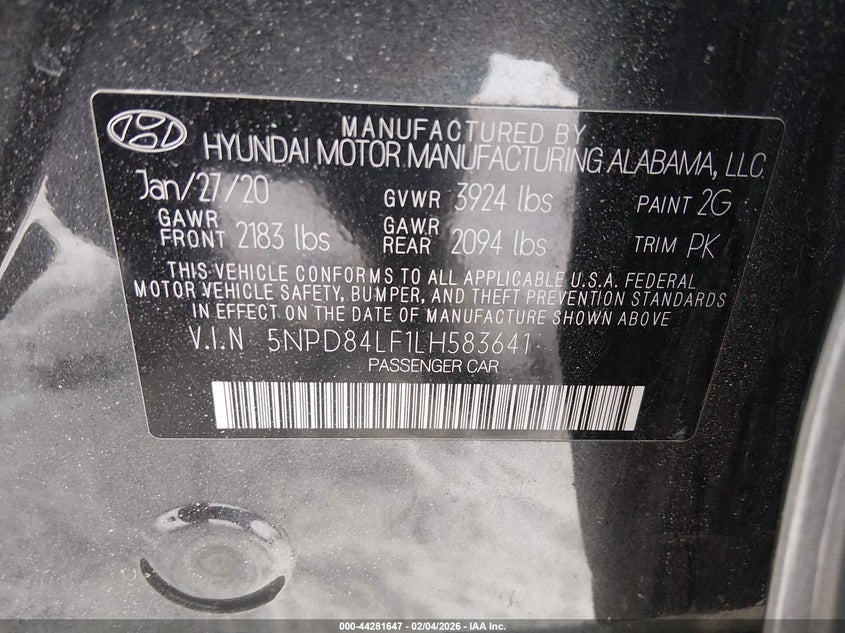 MANUFACTURED BY
HYUNDAI MOTOR MANUFACTURING ALABAMA, LLC
Jan/27/20 GVWR 3924 lbs PAINT 2G
GAWR FRONT 2183 lbs GAWR REAR 2094 lbs TRIM PK
THIS VEHICLE CONFORMS TO ALL APPLICABLE U.S.A. FEDERAL
MOTOR VEHICLE SAFETY, BUMPER, AND THEFT PREVENTION STANDARDS
IN EFFECT ON THE DATE OF MANUFACTURE SHOWN ABOVE
V.I.N 5NPD84LF1LH583641
PASSENGER CAR
000-44281647 - 02/04/2026 - IAA Inc.